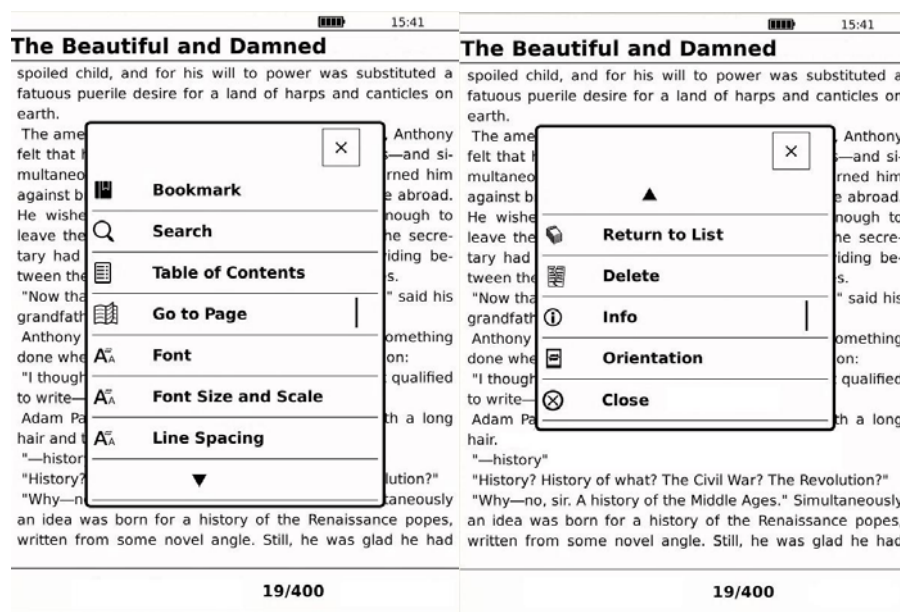 15:41
The Beautiful and Damned
spoiled child, and for his will to power was substituted a
fatuous puerile desire for a land of harps and canticles on
earth.
The ame , Anthony
felt that —and si-
multaneo rned him
against b e abroad.
He wishe nough to
leave the he secre-
tary had iding be-
tween the s.
"Now tha " said his
grandfath
Anthony omething
done whe on:
"I though qualified
to write—
Adam Pa th a long
hair and t
"—histor
"History? lution?"
"Why—n taneously
an idea was born for a history of the Renaissance popes,
written from some novel angle. Still, he was glad he had
19/400
×
Bookmark
Search
Table of Contents
Go to Page
Font
Font Size and Scale
Line Spacing
15:41
The Beautiful and Damned
spoiled child, and for his will to power was substituted a
fatuous puerile desire for a land of harps and canticles on
earth.
The ame , Anthony
felt that —and si-
multaneo rned him
against b e abroad.
He wishe nough to
leave the he secre-
tary had iding be-
tween the s.
"Now tha " said his
grandfath
Anthony omething
done whe on:
"I though qualified
to write—
Adam Pa th a long
hair.
"—history"
"History? History of what? The Civil War? The Revolution?"
"Why—no, sir. A history of the Middle Ages." Simultaneously
an idea was born for a history of the Renaissance popes,
written from some novel angle. Still, he was glad he had
19/400
×
Return to List
Delete
Info
Orientation
Close